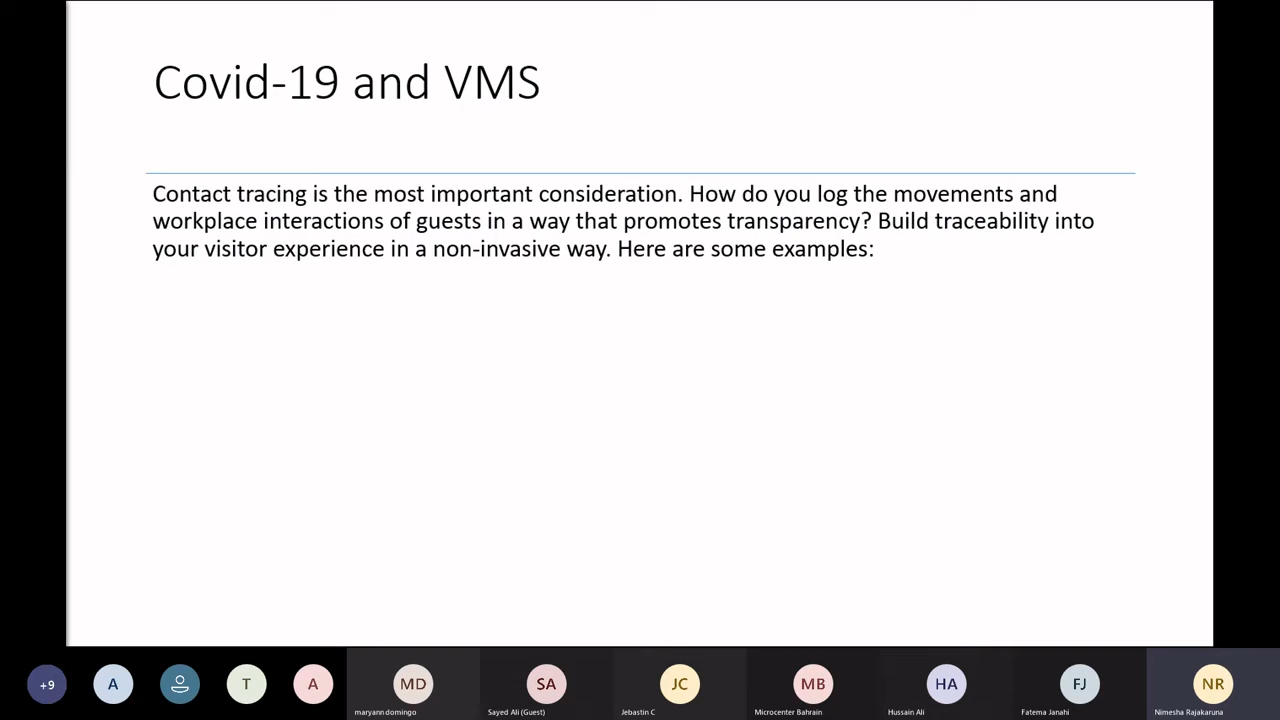 Covid-19 and VMS
Contact tracing is the most important consideration. How do you log the movements and
workplace interactions of guests in a way that promotes transparency? Build traceability into
your visitor experience in a non-invasive way. Here are some examples:
+9
A
T
A
MD
SA
JC
MB
HA
FJ
NR
maryann domingo
Sayed Ali (Guest)
Jebastin C
Microcenter Bahrain
Hussain Ali
Fatema Janahi
Nimesha Rajakaruna